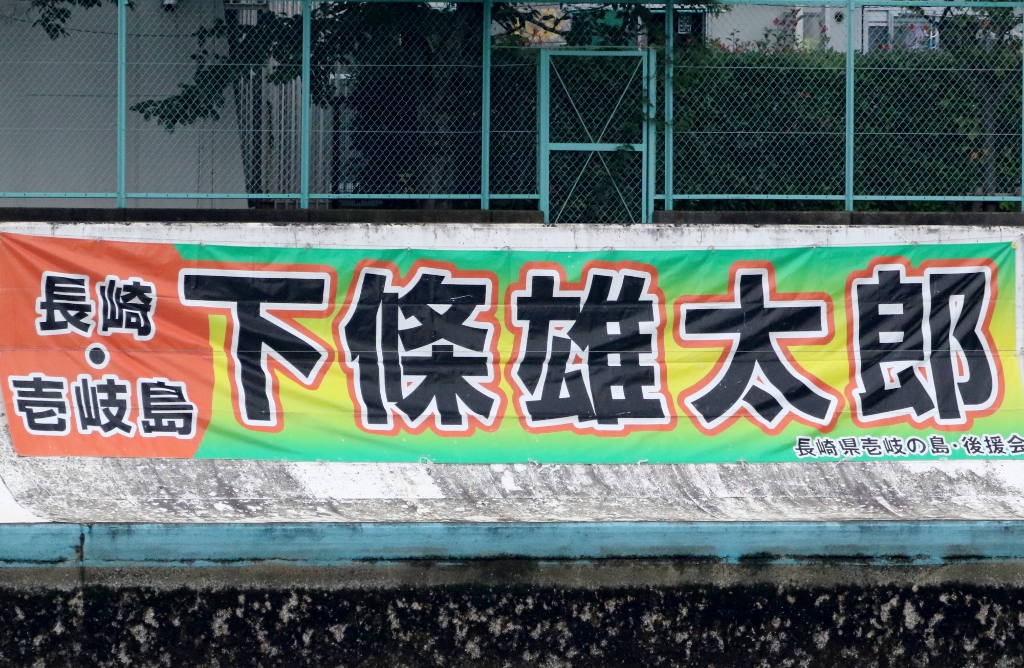 長崎
・
壱岐島
下條雄太郎
長崎県壱岐の島・後援会